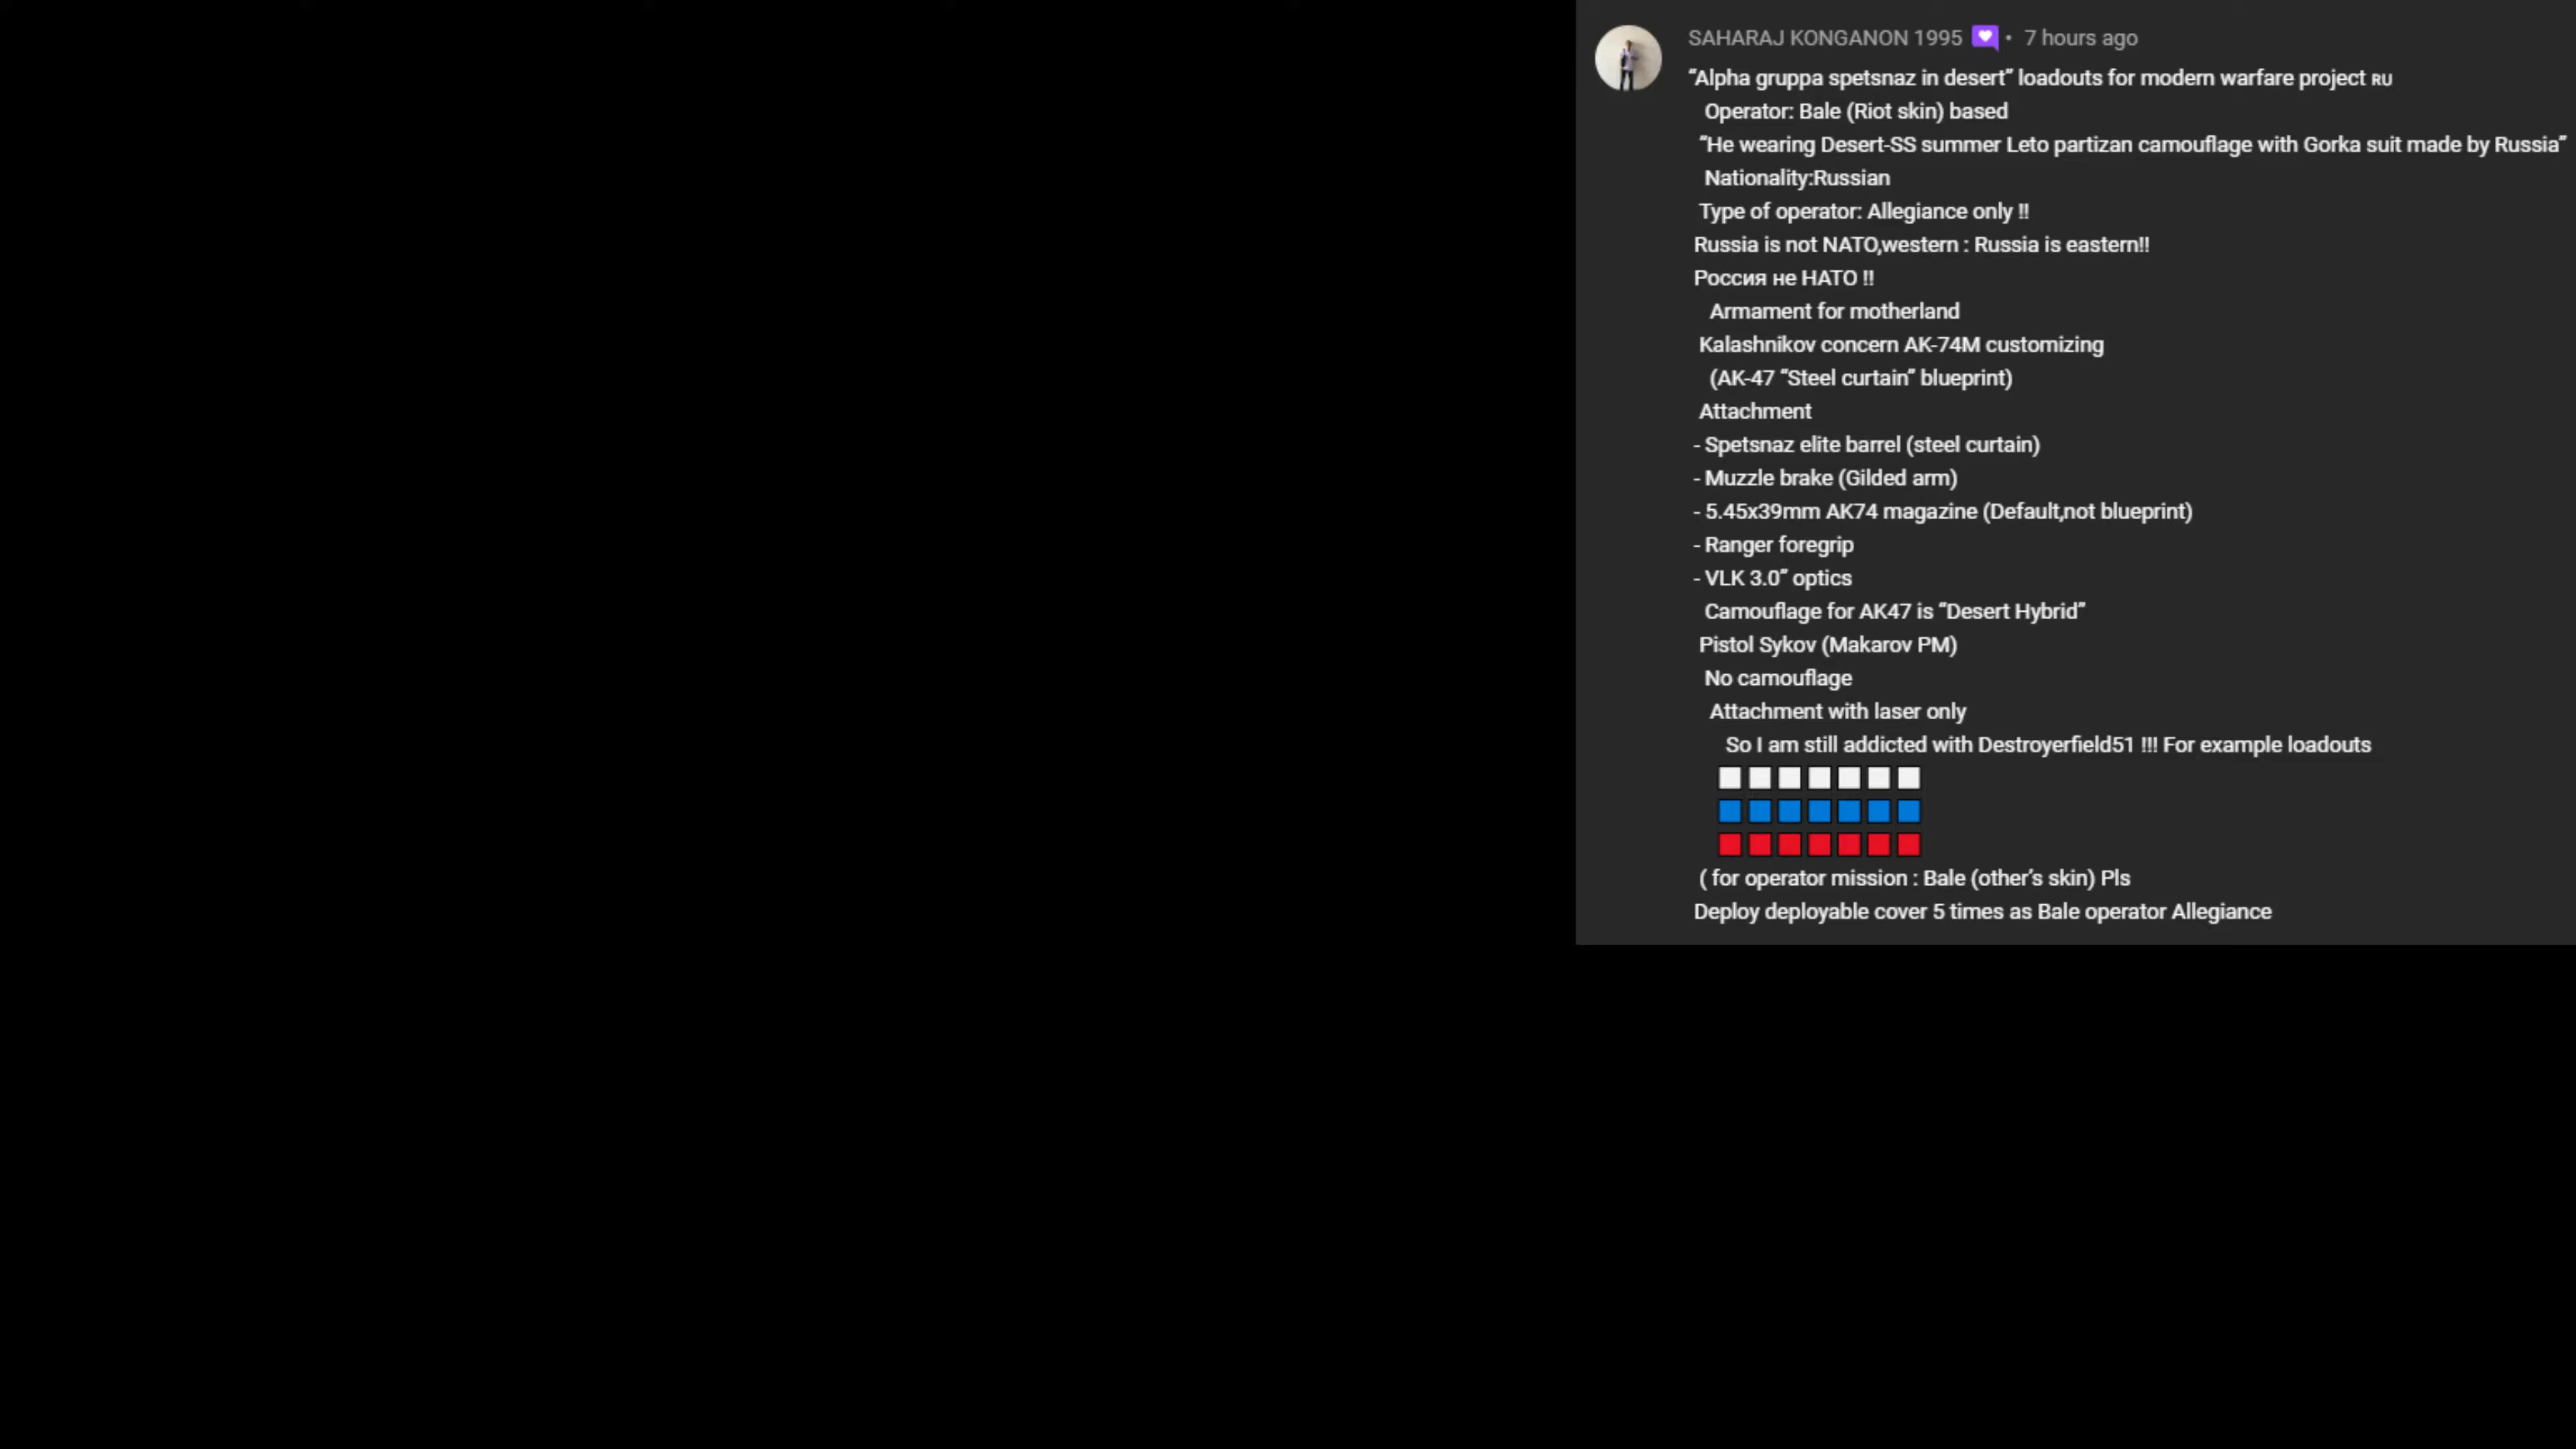 SAHARAJ KONGANON 1995 • 7 hours ago
“Alpha gruppa spetsnaz in desert” loadouts for modern warfare project RU
Operator: Bale (Riot skin) based
“He wearing Desert-SS summer Leto partizan camouflage with Gorka suit made by Russia”
Nationality:Russian
Type of operator: Allegiance only !!
Russia is not NATO,western : Russia is eastern!!
Россия не НАТО !!
Armament for motherland
Kalashnikov concern AK-74M customizing
(AK-47 “Steel curtain” blueprint)
Attachment
- Spetsnaz elite barrel (steel curtain)
- Muzzle brake (Gilded arm)
- 5.45x39mm AK74 magazine (Default,not blueprint)
- Ranger foregrip
- VLK 3.0” optics
Camouflage for AK47 is “Desert Hybrid”
Pistol Sykov (Makarov PM)
No camouflage
Attachment with laser only
So I am still addicted with Destroyerfield51 !!! For example loadouts
( for operator mission : Bale (other’s skin) Pls
Deploy deployable cover 5 times as Bale operator Allegiance